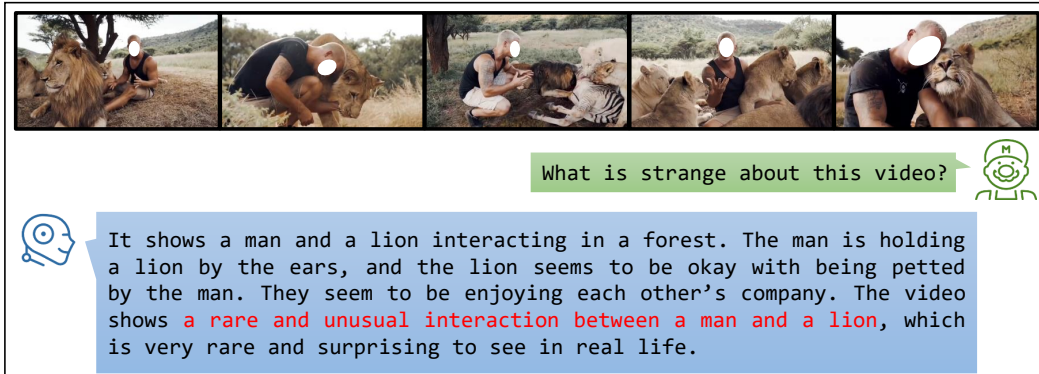 M
What is strange about this video?
It shows a man and a lion interacting in a forest. The man is holding
a lion by the ears, and the lion seems to be okay with being petted
by the man. They seem to be enjoying each other's company. The video
shows a rare and unusual interaction between a man and a lion, which
is very rare and surprising to see in real life.